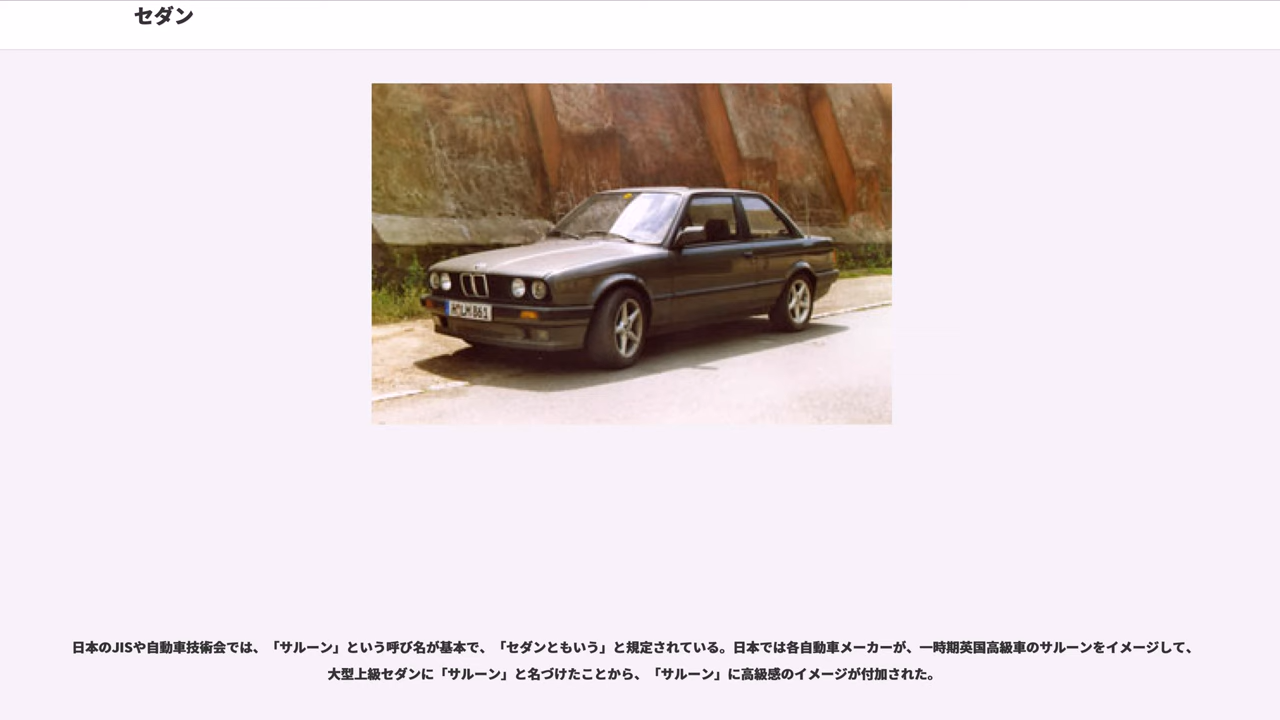 セダン
H LM 861
日本のJISや自動車技術会では、「サルーン」という呼び名が基本で、「セダンともいう」と規定されている。日本では各自動車メーカーが、一時期英国高級車のサルーンをイメージして、
大型上級セダンに「サルーン」と名づけたことから、「サルーン」に高級感のイメージが付加された。